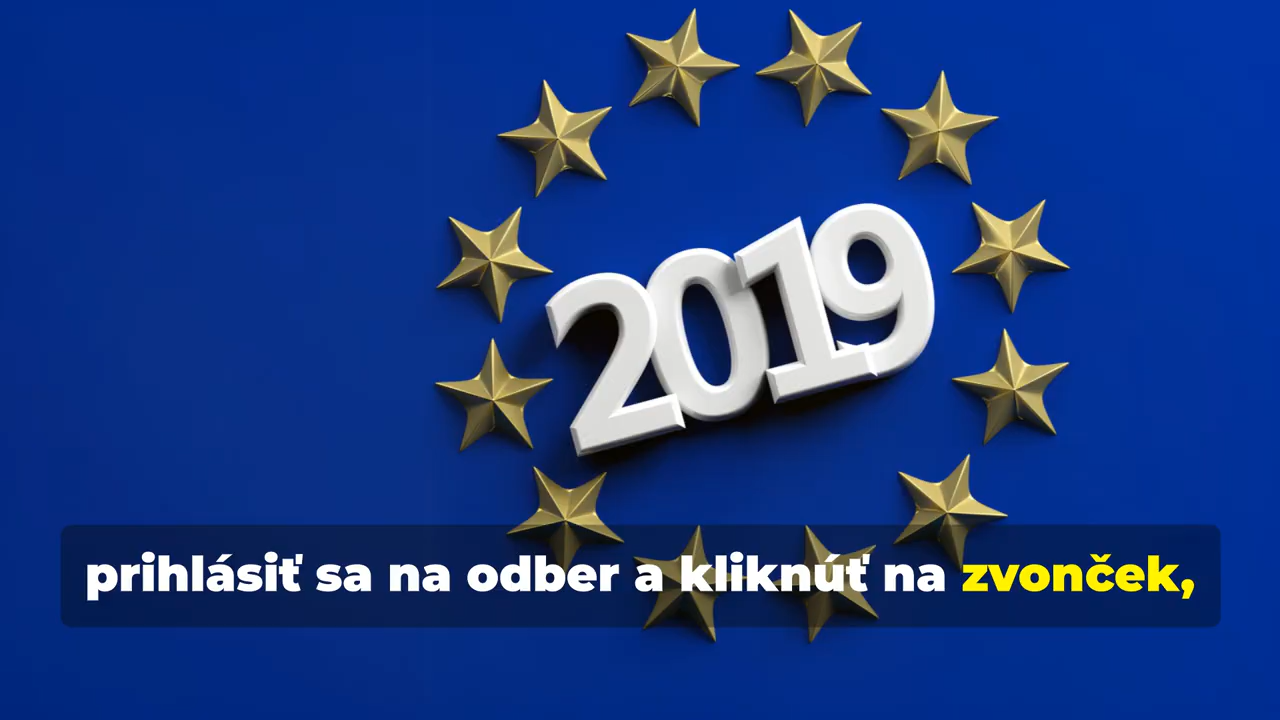 2019
prihlásiť sa na odber a kliknúť na zvonček,